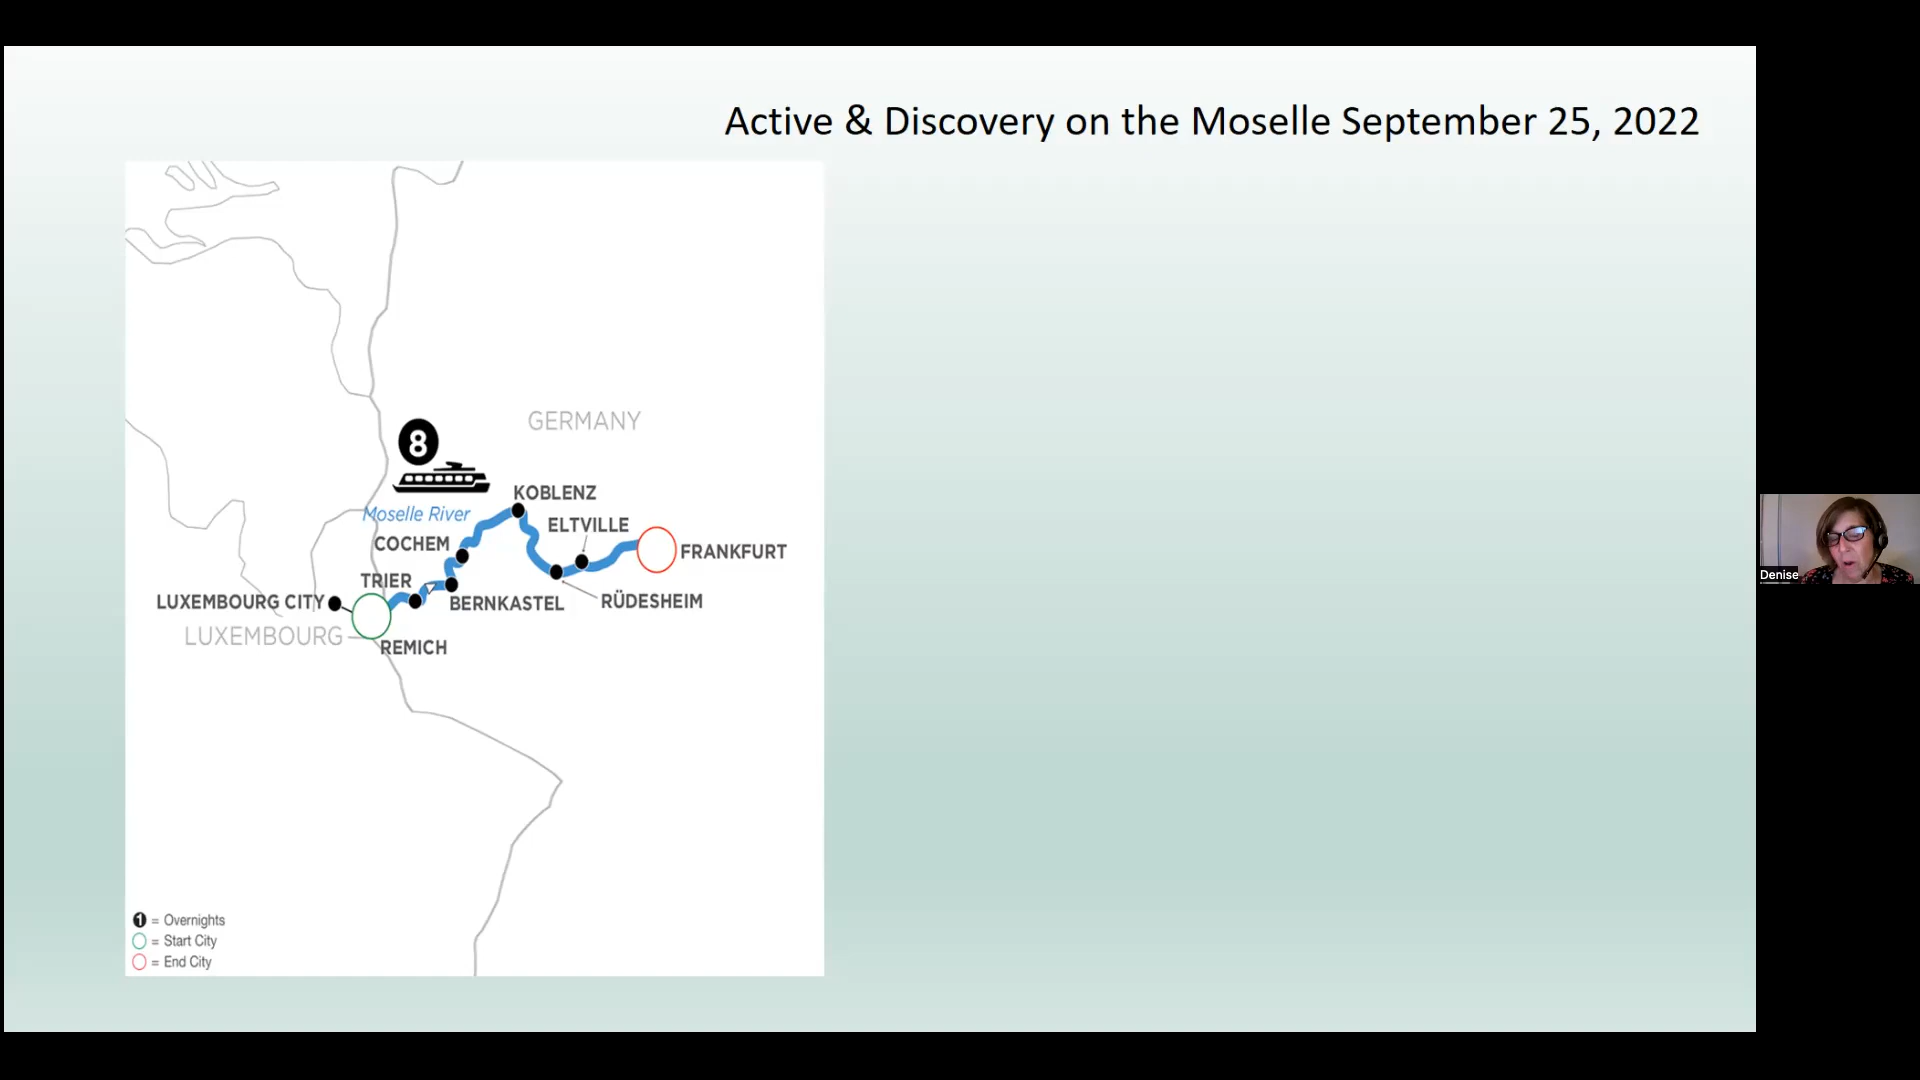 Active & Discovery on the Moselle September 25, 2022
GERMANY
8
KOBLENZ
Moselle River
ELTVILLE
COCHEM
FRANKFURT
TRIER
LUXEMBOURG CITY
BERNKASTEL
RÜDESHEIM
LUXEMBOURG
REMICH
1 = Overnights
= Start City
= End City
Denise